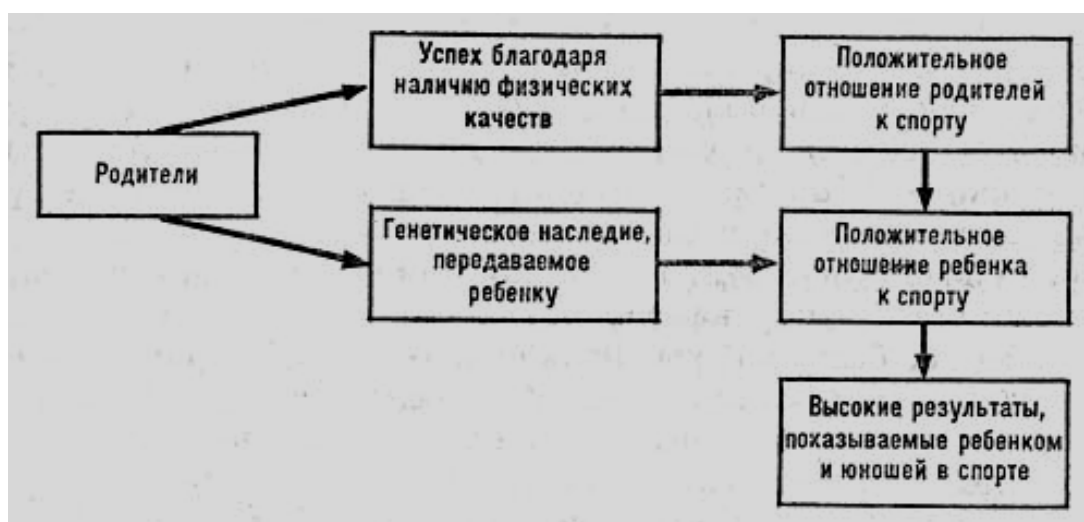 Успех благодаря
наличию физических
качеств
Положительное
отношение родителей
к спорту
Родители
Генетическое наследие,
передаваемое
ребенку
Положительное
отношение ребенка
к спорту
Высокие результаты,
показываемые ребенком
и юношей в спорте